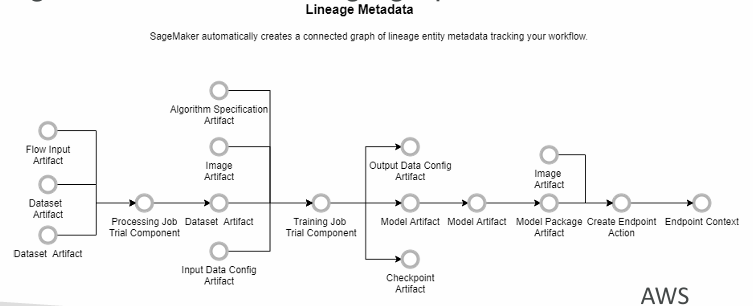 Lineage Metadata
SageMaker automatically creates a connected graph of lineage entity metadata tracking your workflow.
Flow Input
Artifact
Dataset
Artifact
Dataset Artifact
Processing Job
Trial Component
Algorithm Specification
Artifact
Image
Artifact
Dataset Artifact
Input Data Config
Artifact
Training Job
Trial Component
Output Data Config
Artifact
Model Artifact
Checkpoint
Artifact
Model Artifact
Image
Artifact
Model Package
Artifact
Create Endpoint
Action
Endpoint Context
AWS